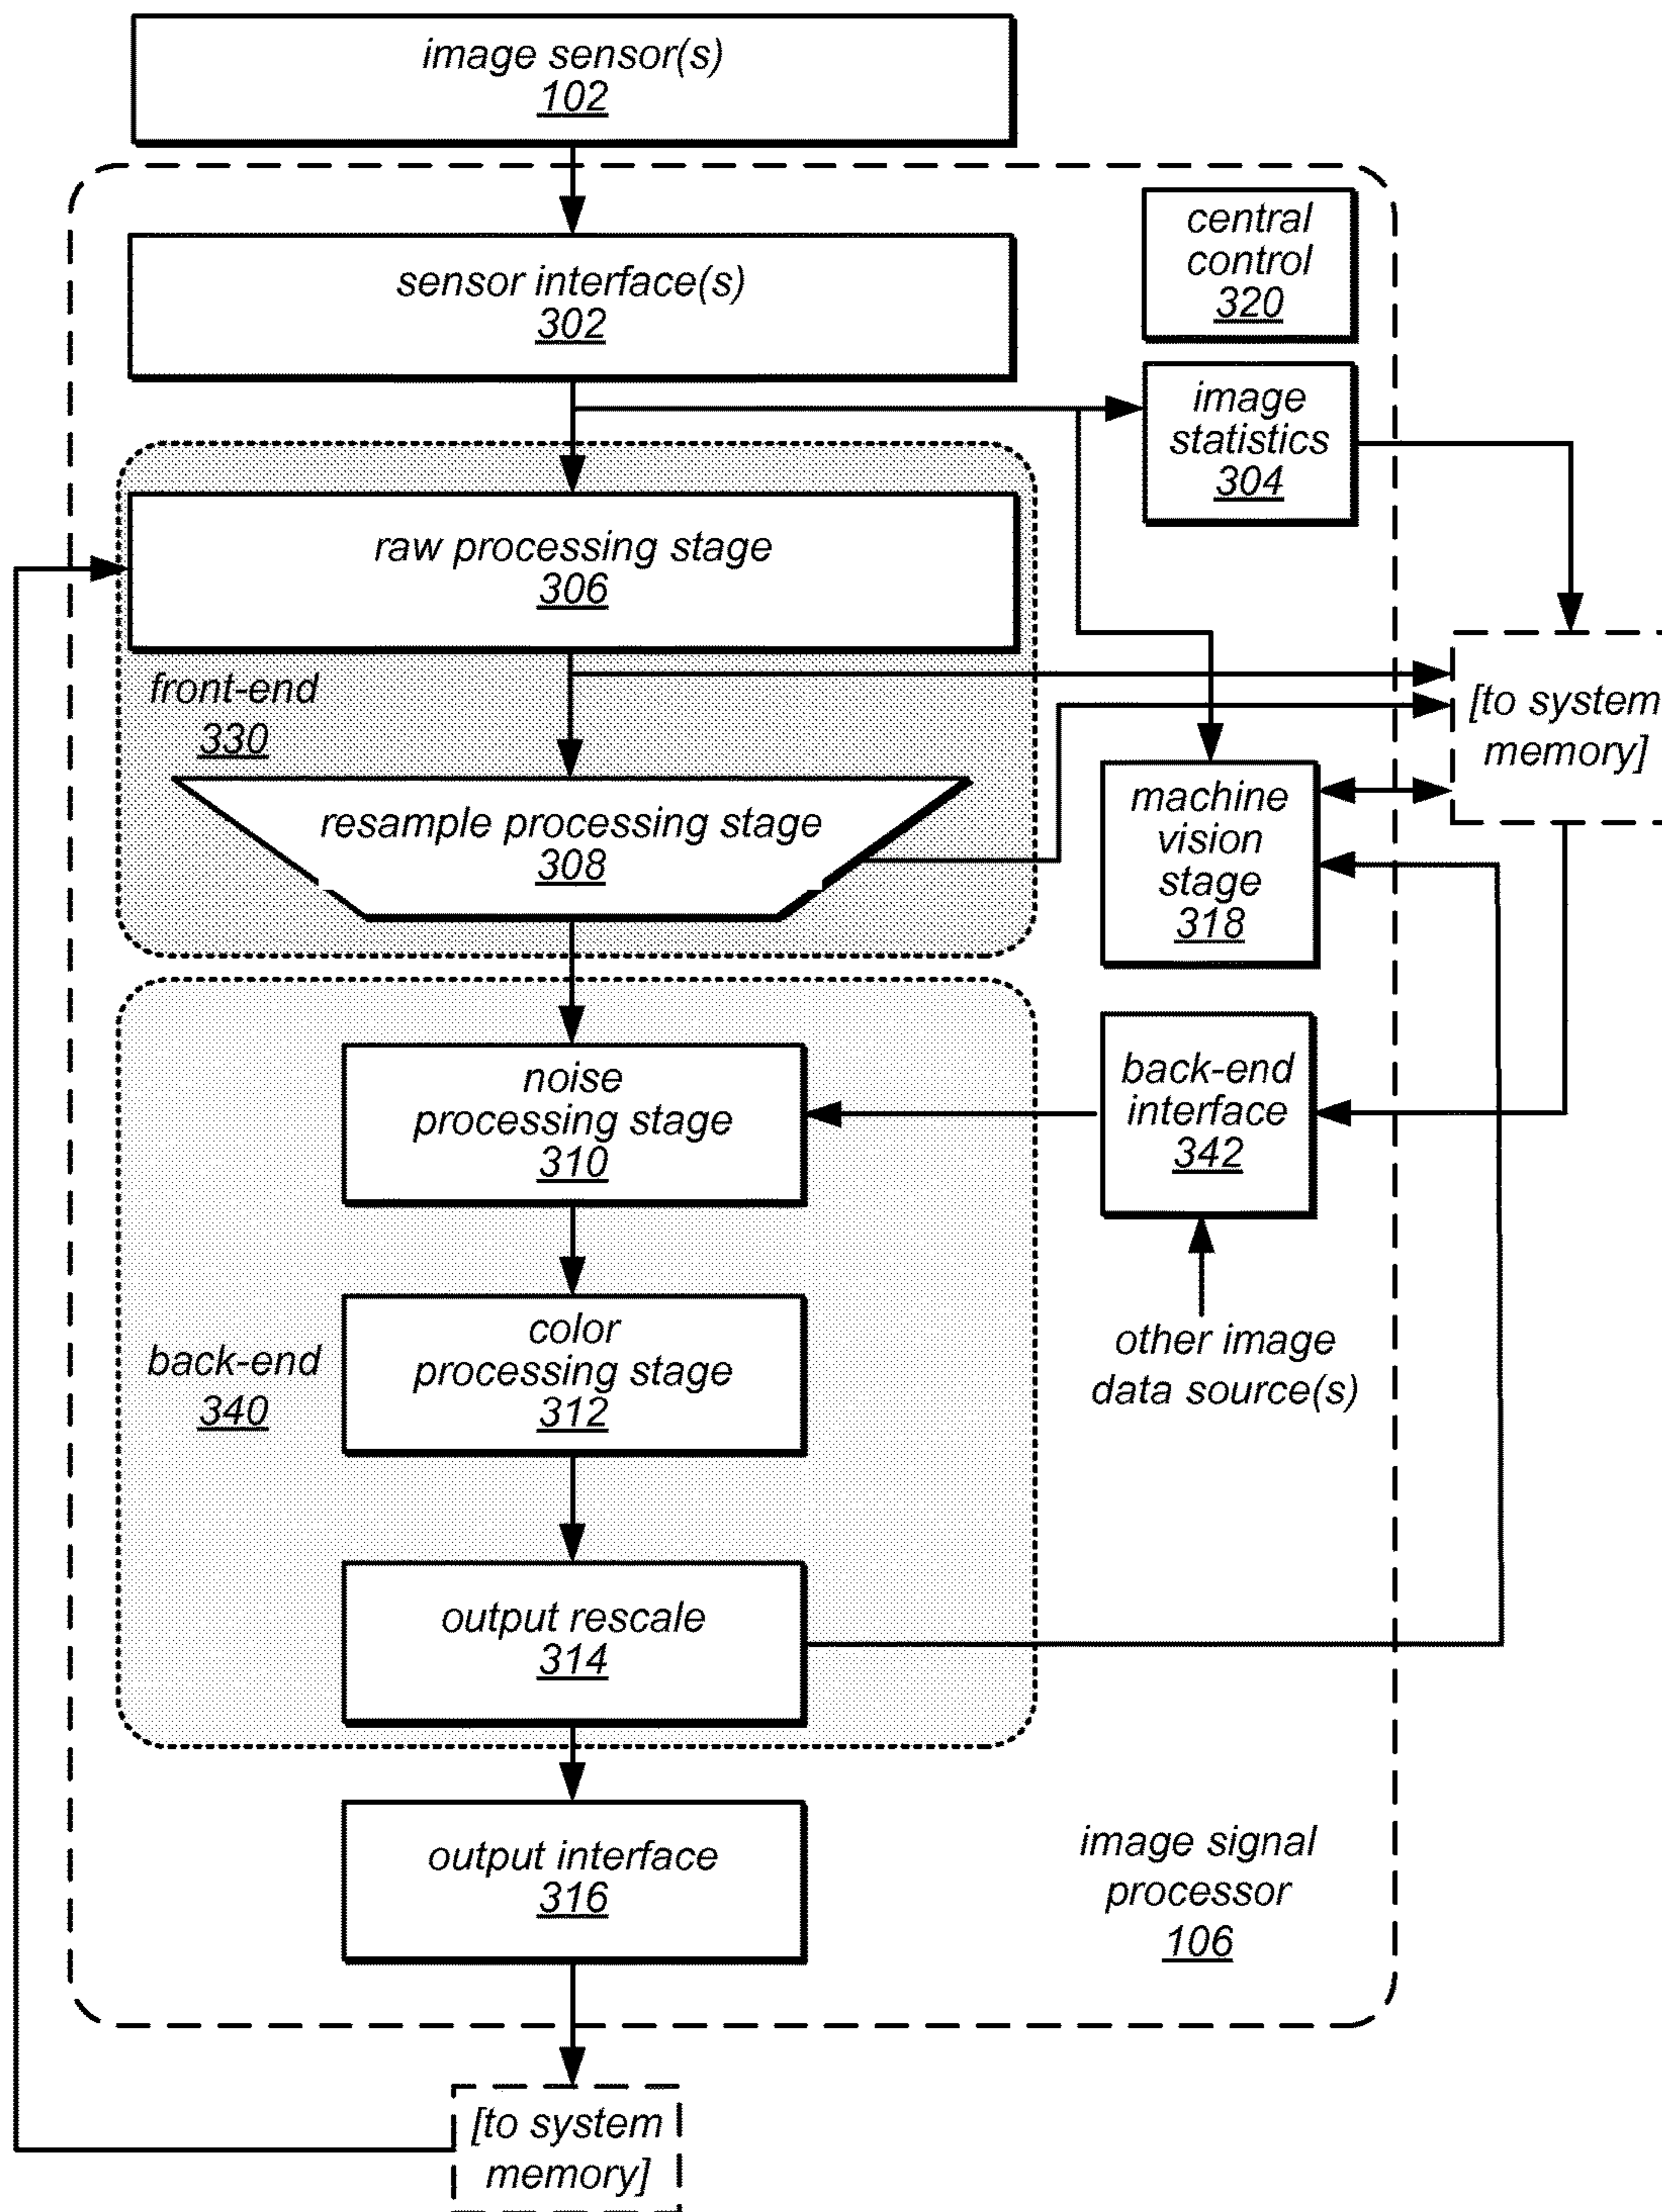 image sensor(s)
102
central
control
320
sensor interface(s)
302
image
statistics
304
raw processing stage
306
front-end
330
[to system
memory]
resample processing stage
308
machine
vision
stage
318
noise
processing stage
310
back-end
interface
342
color
processing stage
312
back-end
340
other image
data source(s)
output rescale
314
output interface
316
image signal
processor
106
[to system
memory]